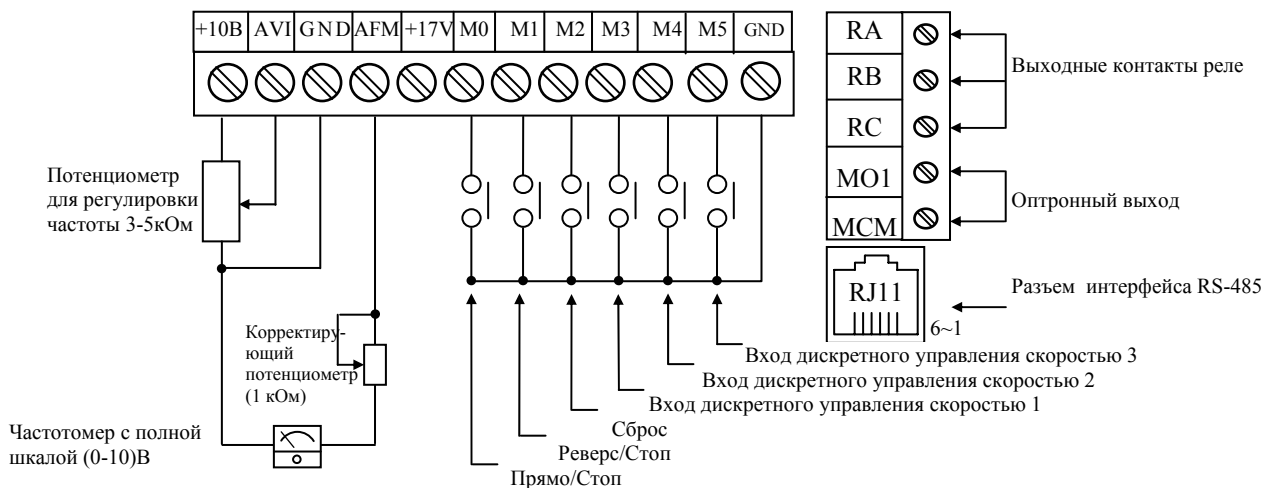 +10В AVI GND AFM +17V M0 M1 M2 M3 M4 M5 GND
RA
RB
RC
MO1
MCM
Выходные контакты реле
Оптронный выход
RJ11
6~1
Разъем интерфейса RS-485
Потенциометр
для регулировки
частоты 3-5кОм
Корректиру-
ющий
потенциометр
(1 кОм)
Частотомер с полной
шкалой (0-10)В
Вход дискретного управления скоростью 3
Вход дискретного управления скоростью 2
Вход дискретного управления скоростью 1
Сброс
Реверс/Стоп
Прямо/Стоп